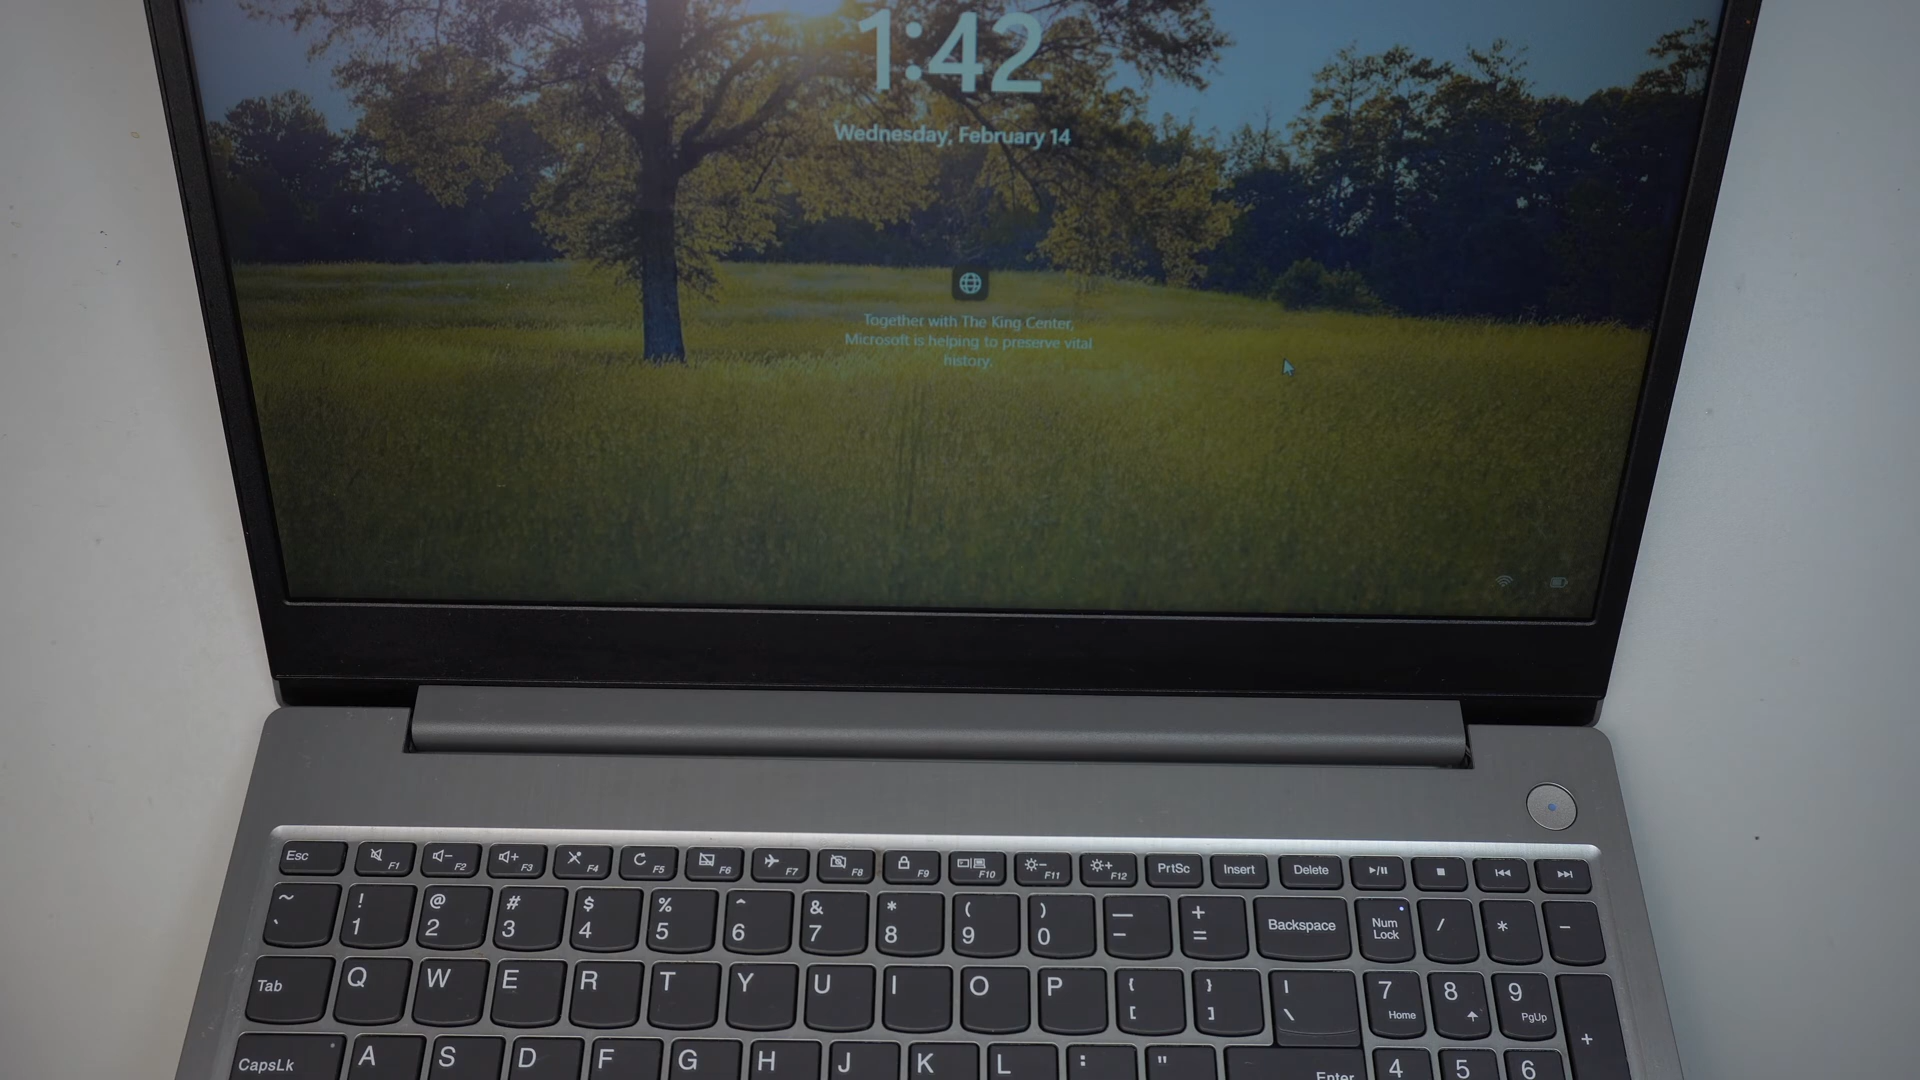 1:42
Wednesday, February 14
Together with The King Center,
Microsoft is helping to preserve vital
history.
Esc F1 F2 F3 F4 F5 F6 F7 F8 F9 F10 F11 F12 PrtSc Insert Delete
~ ` ! 1 @ 2 # 3 $ 4 % 5 ^ 6 & 7 * 8 ( 9 ) 0 — - + = Backspace Num Lock / * -
Tab Q W E R T Y U I O P { [ } ] | \ 7 Home 8 9 PgUp +
CapsLk A S D F G H J K L : " Enter 4 5 6